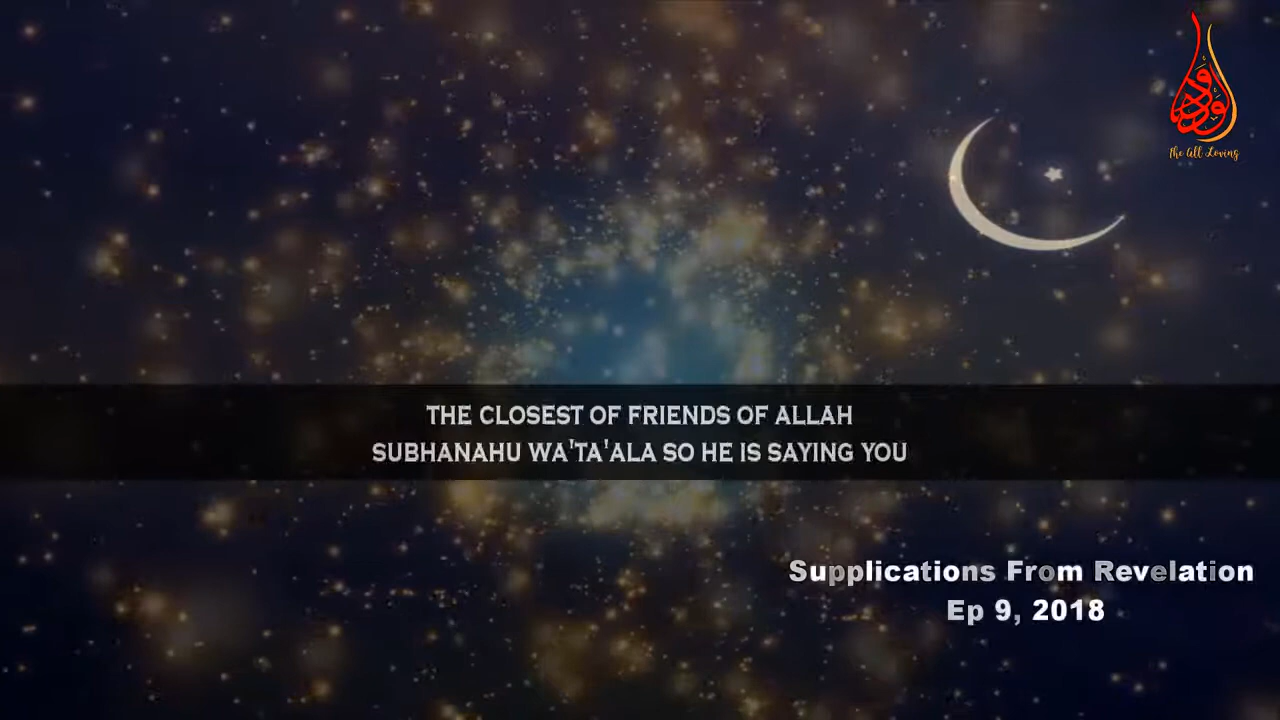 الودود
The All Loving
THE CLOSEST OF FRIENDS OF ALLAH
SUBHANAHU WA'TA'ALA SO HE IS SAYING YOU
Supplications From Revelation
Ep 9, 2018